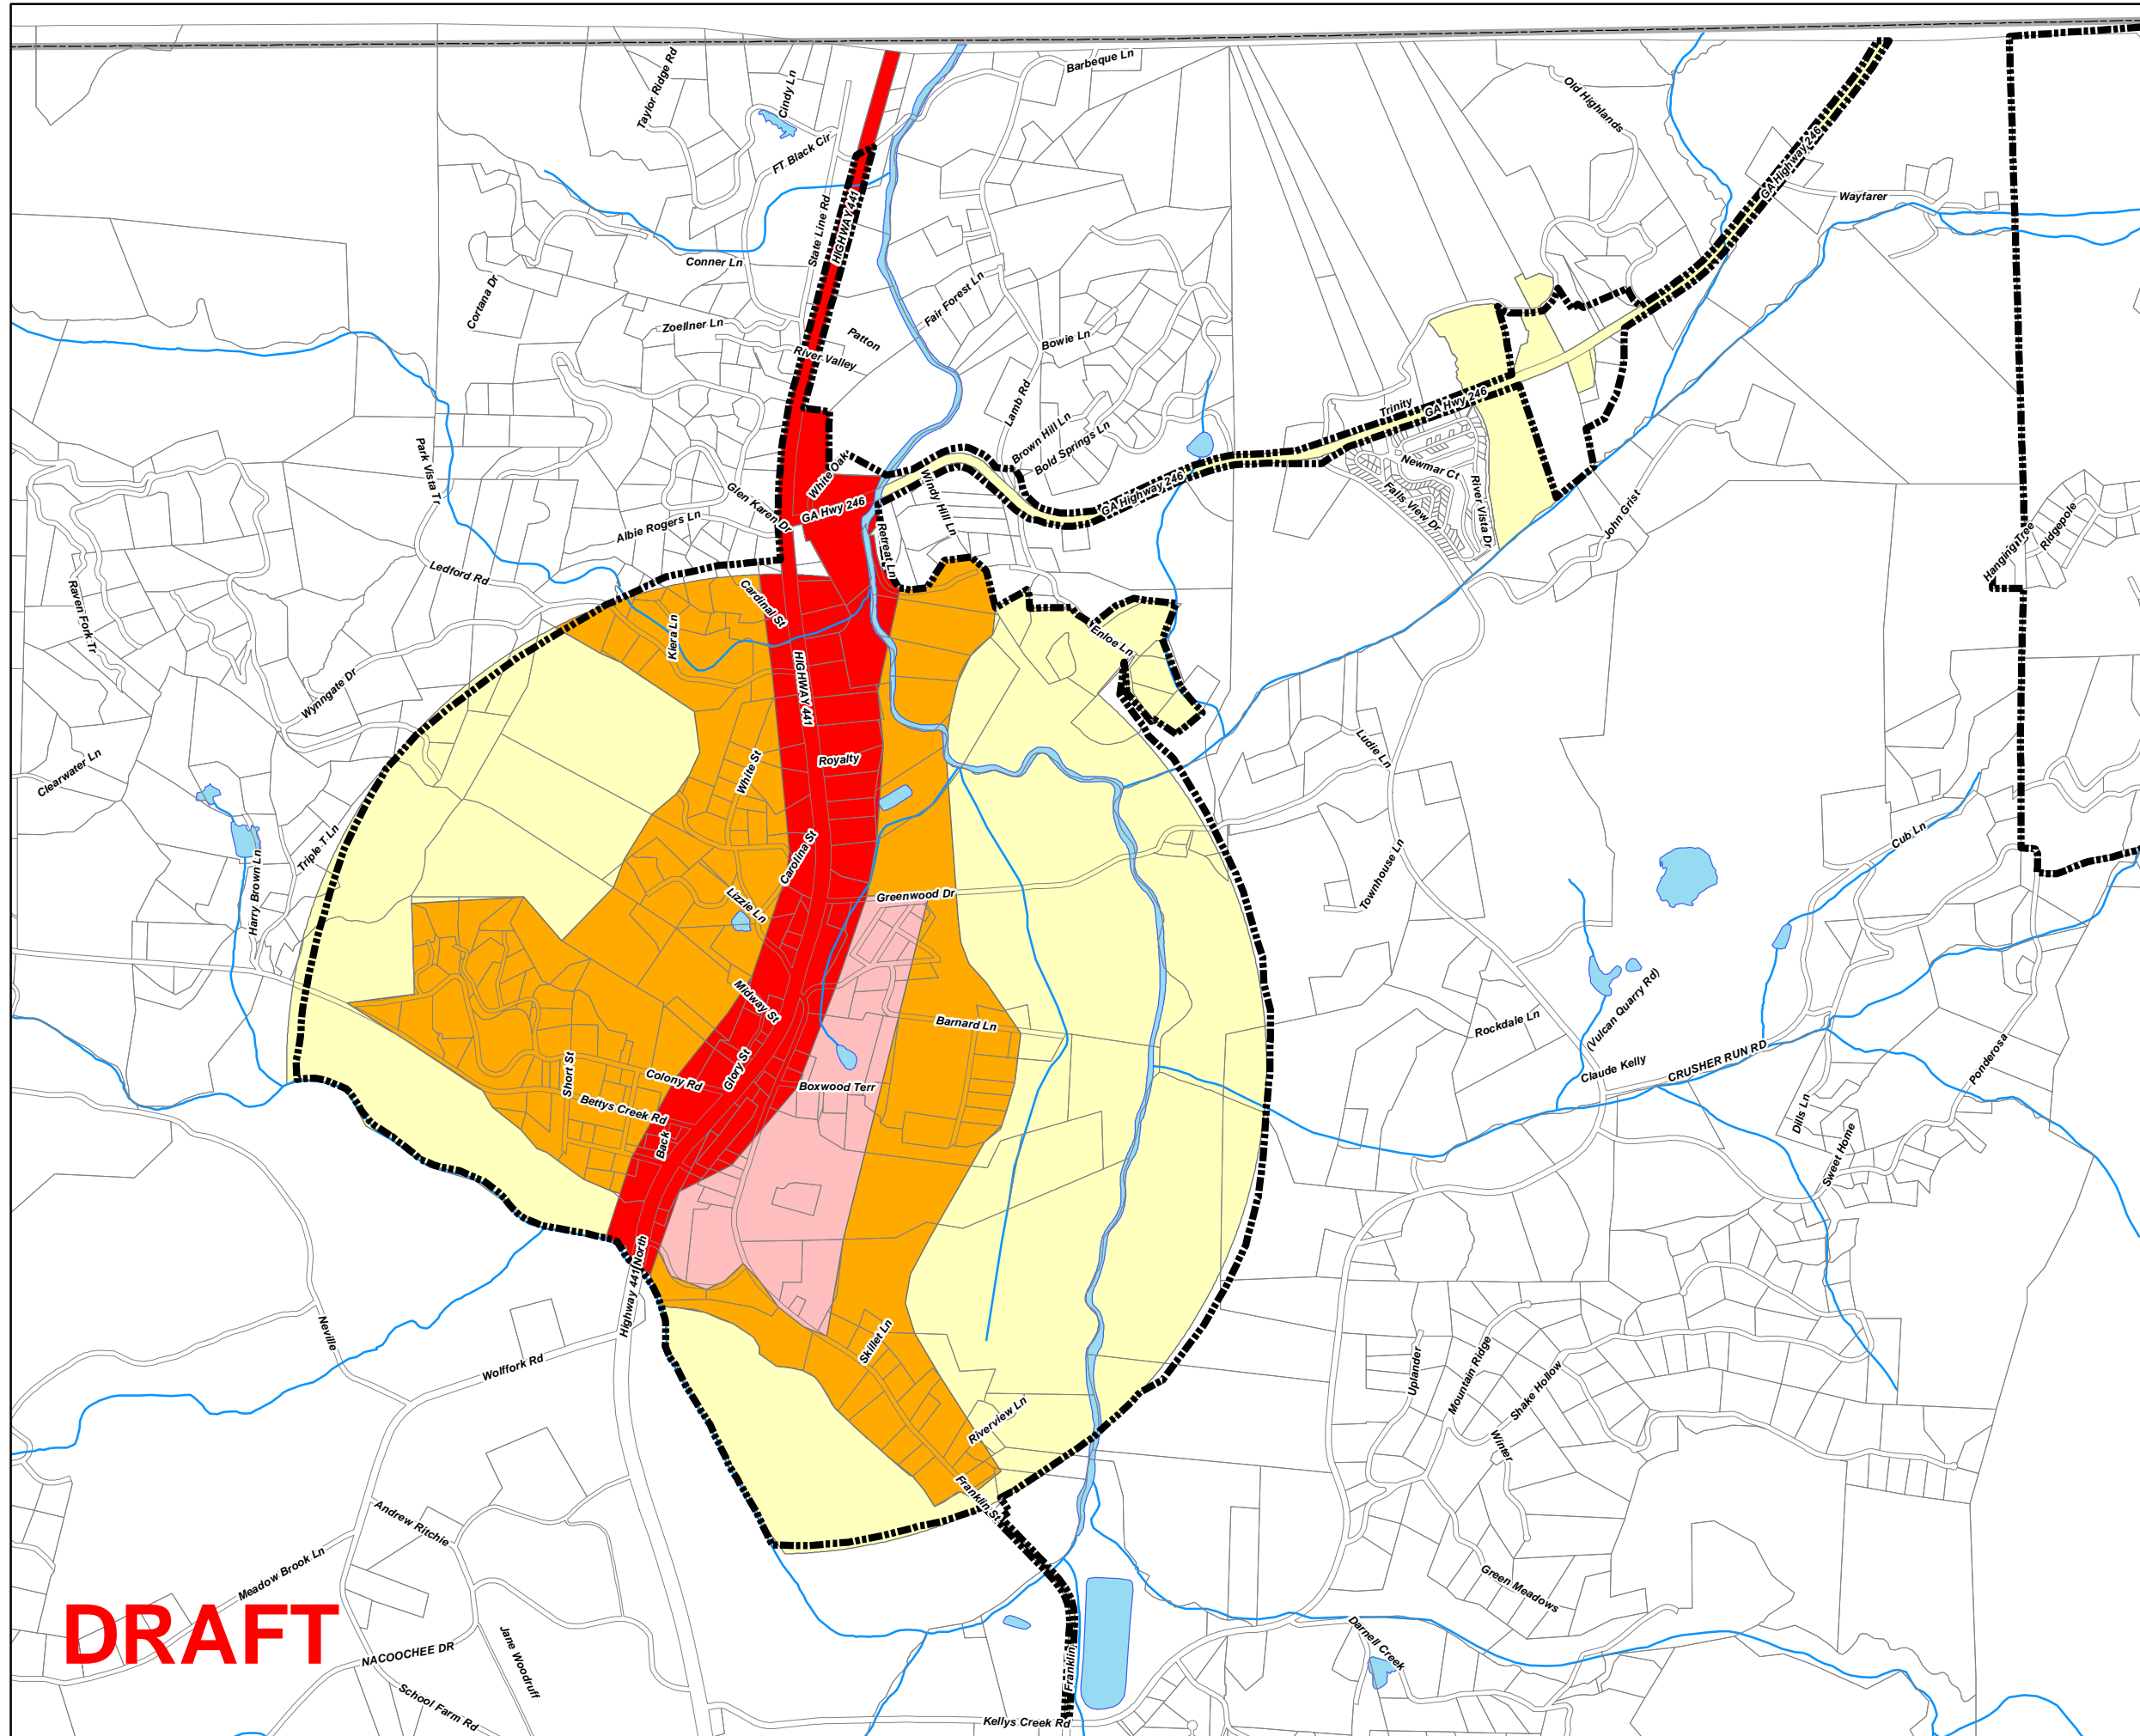 Taylor Ridge Rd
Cindy Ln
Barbeque Ln
FT Black Cir
Old Highlands
State Line Rd
HIGHWAY 441
GA Highway 246
Wayfarer
Conner Ln
Cortana Dr
Fair Forest Ln
Zoellner Ln
Patton
River Valley
Bowie Ln
Lamb Rd
Trinity
GA Hwy 246
Brown Hill Ln
Bold Springs Ln
Park Vista Tr
White Oak
Glen Karen Dr
GA Hwy 246
Windy Hill Ln
GA Highway 246
Newmar Ct
Falls View Dr
River Vista Dr
John Grist
Albie Rogers Ln
Retreat Ln
Hanging Tree
Ridgepole
Ledford Rd
Raven Fork Tr
Cardinal St
Kiera Ln
Enloe Ln
Wynngate Dr
HIGHWAY 441
Clearwater Ln
White St
Royalty
Ludie Ln
Triple T Ln
Carolina St
Cub Ln
Harry Brown Ln
Lizzie Ln
Greenwood Dr
Townhouse Ln
Midway St
Barnard Ln
Rockdale Ln
(Vulcan Quarry Rd)
Short St
Colony Rd
Glory St
Boxwood Terr
Claude Kelly
CRUSHER RUN RD
Ponderosa
Bettys Creek Rd
Back
Dills Ln
Sweet Home
Highway 441 North
Neville
Wolffork Rd
Skillet Ln
Uplander
Mountain Ridge
Shake Hollow
Riverview Ln
Winter
Franklin St
Andrew Ritchie
Meadow Brook Ln
Green Meadows
DRAFT
NACOOCHEE DR
Jane Woodruff
School Farm Rd
Franklin
Darnell Creek
Kellys Creek Rd